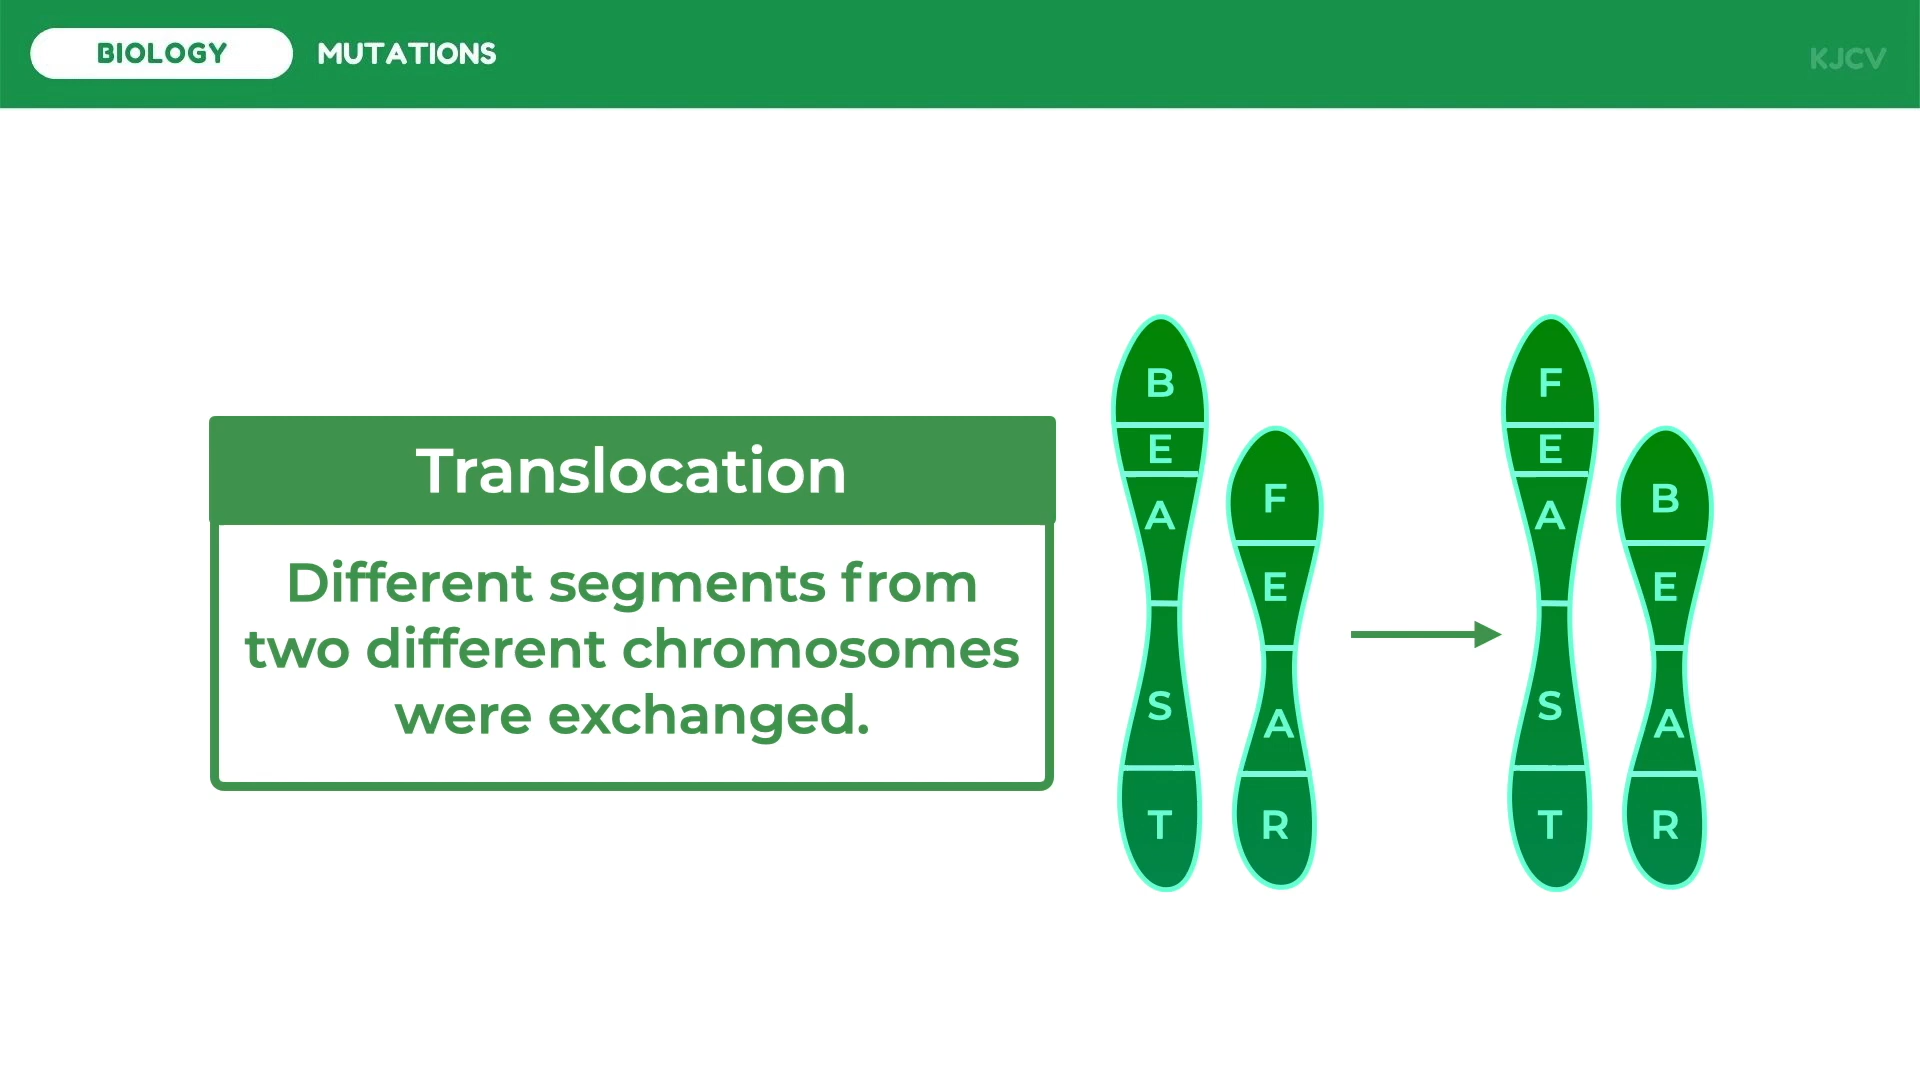 BIOLOGY MUTATIONS
KJCV
Translocation
Different segments from
two different chromosomes
were exchanged.
B
E
A
S
T
F
E
A
R
F
E
A
S
T
B
E
A
R